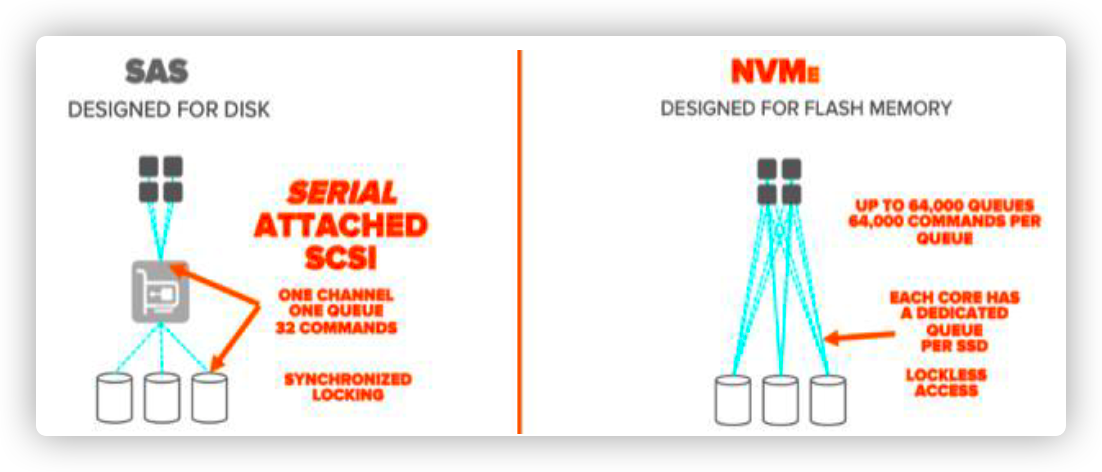 SAS
DESIGNED FOR DISK
SERIAL
ATTACHED
SCSI
ONE CHANNEL
ONE QUEUE
32 COMMANDS
SYNCHRONIZED
LOCKING
NVME
DESIGNED FOR FLASH MEMORY
UP TO 64,000 QUEUES
64,000 COMMANDS PER
QUEUE
EACH CORE HAS
A DEDICATED
QUEUE
PER SSD
LOCKLESS
ACCESS